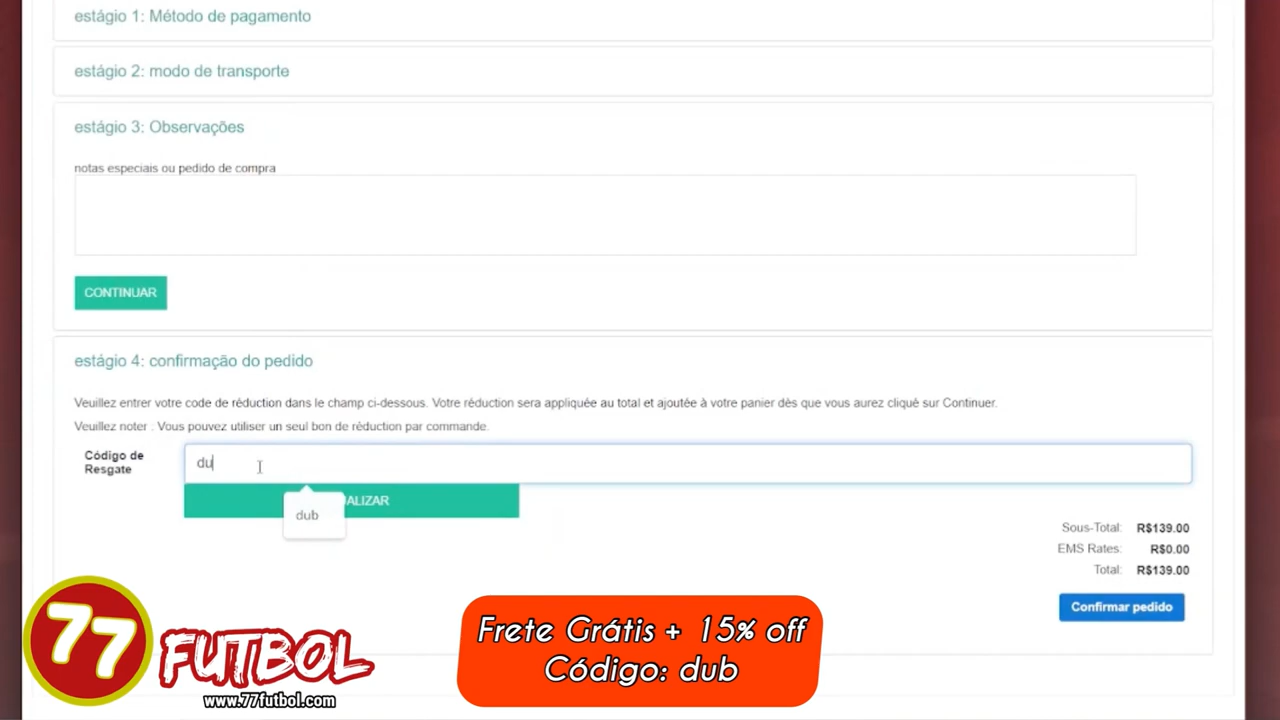 estágio 1: Método de pagamento
estágio 2: modo de transporte
estágio 3: Observações
notas especiais ou pedido de compra
CONTINUAR
estágio 4: confirmação do pedido
Veuillez entrer votre code de réduction dans le champ ci-dessous. Votre réduction sera appliquée au total et ajoutée à votre panier dès que vous aurez cliqué sur Continuer.
Veuillez noter . Vous pouvez utiliser un seul bon de réduction par commande.
Código de
Resgate
du
ALIZAR
dub
Sous-Total: R$139.00
EMS Rates: R$0.00
Total: R$139.00
Confirmar pedido
77 FUTBOL
www.77futbol.com
Frete Grátis + 15% off
Código: dub